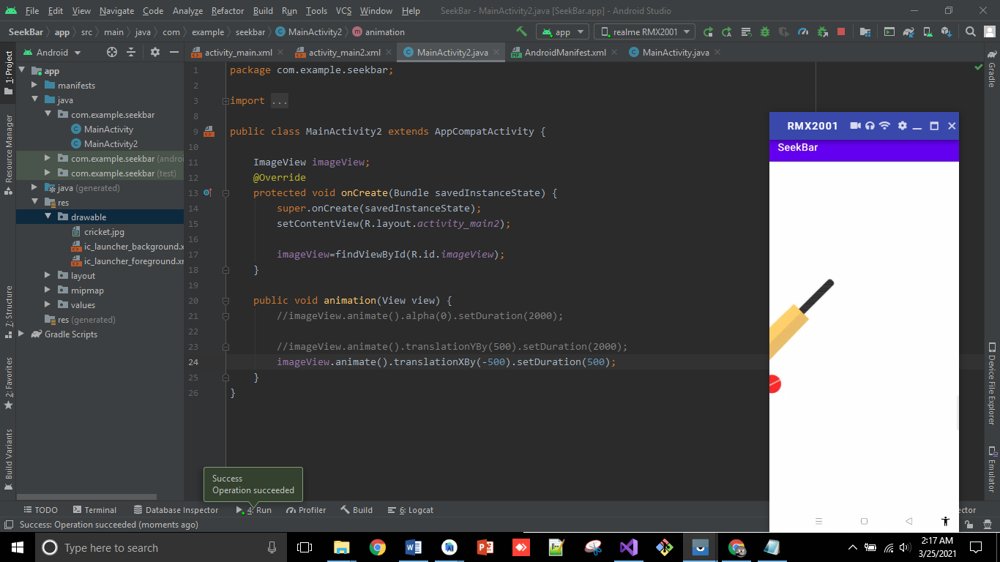 File Edit View Navigate Code Analyze Refactor Build Run Tools VCS Window Help SeekBar - MainActivity2.java [SeekBar.app] - Android Studio
SeekBar app src main java com example seekbar MainActivity2 animation app realme RMX2001
Android activity_main.xml activity_main2.xml MainActivity2.java AndroidManifest.xml MainActivity.java
1: Project
Resource Manager
7: Structure
2: Favorites
Build Variants
app
manifests
java
com.example.seekbar
MainActivity
MainActivity2
com.example.seekbar (andro
com.example.seekbar (test)
java (generated)
res
drawable
cricket.jpg
ic_launcher_background.x
ic_launcher_foreground.xm
layout
mipmap
values
res (generated)
Gradle Scripts
1 package com.example.seekbar;
2
3 import ...
8
9 public class MainActivity2 extends AppCompatActivity {
10
11 ImageView imageView;
12 @Override
13 protected void onCreate(Bundle savedInstanceState) {
14 super.onCreate(savedInstanceState);
15 setContentView(R.layout.activity_main2);
16
17 imageView=findViewById(R.id.imageView);
18 }
19
20 public void animation(View view) {
21 //imageView.animate().alpha(0).setDuration(2000);
22
23 //imageView.animate().translationYBy(500).setDuration(2000);
24 imageView.animate().translationXBy(-500).setDuration(500);
25 }
26 }
RMX2001
SeekBar
Gradle
Device File Explorer
Emulator
Success
Operation succeeded
TODO Terminal Database Inspector 4: Run Profiler Build 6: Logcat ector
Success: Operation succeeded (moments ago)
Type here to search
2:17 AM
3/25/2021